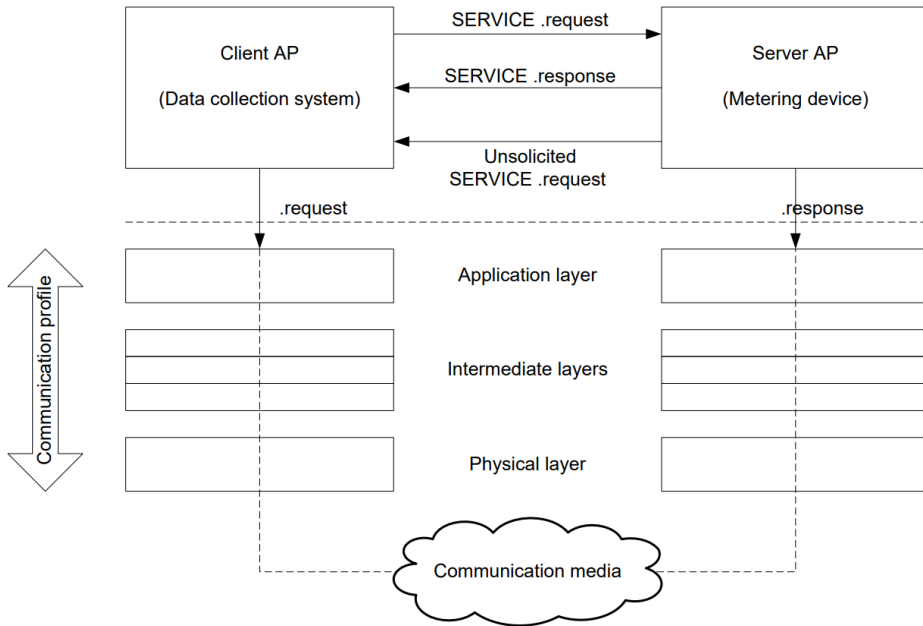 SERVICE .request
Client AP
(Data collection system)
SERVICE .response
Server AP
(Metering device)
Unsolicited
SERVICE .request
.request
.response
Communication profile
Application layer
Intermediate layers
Physical layer
Communication media